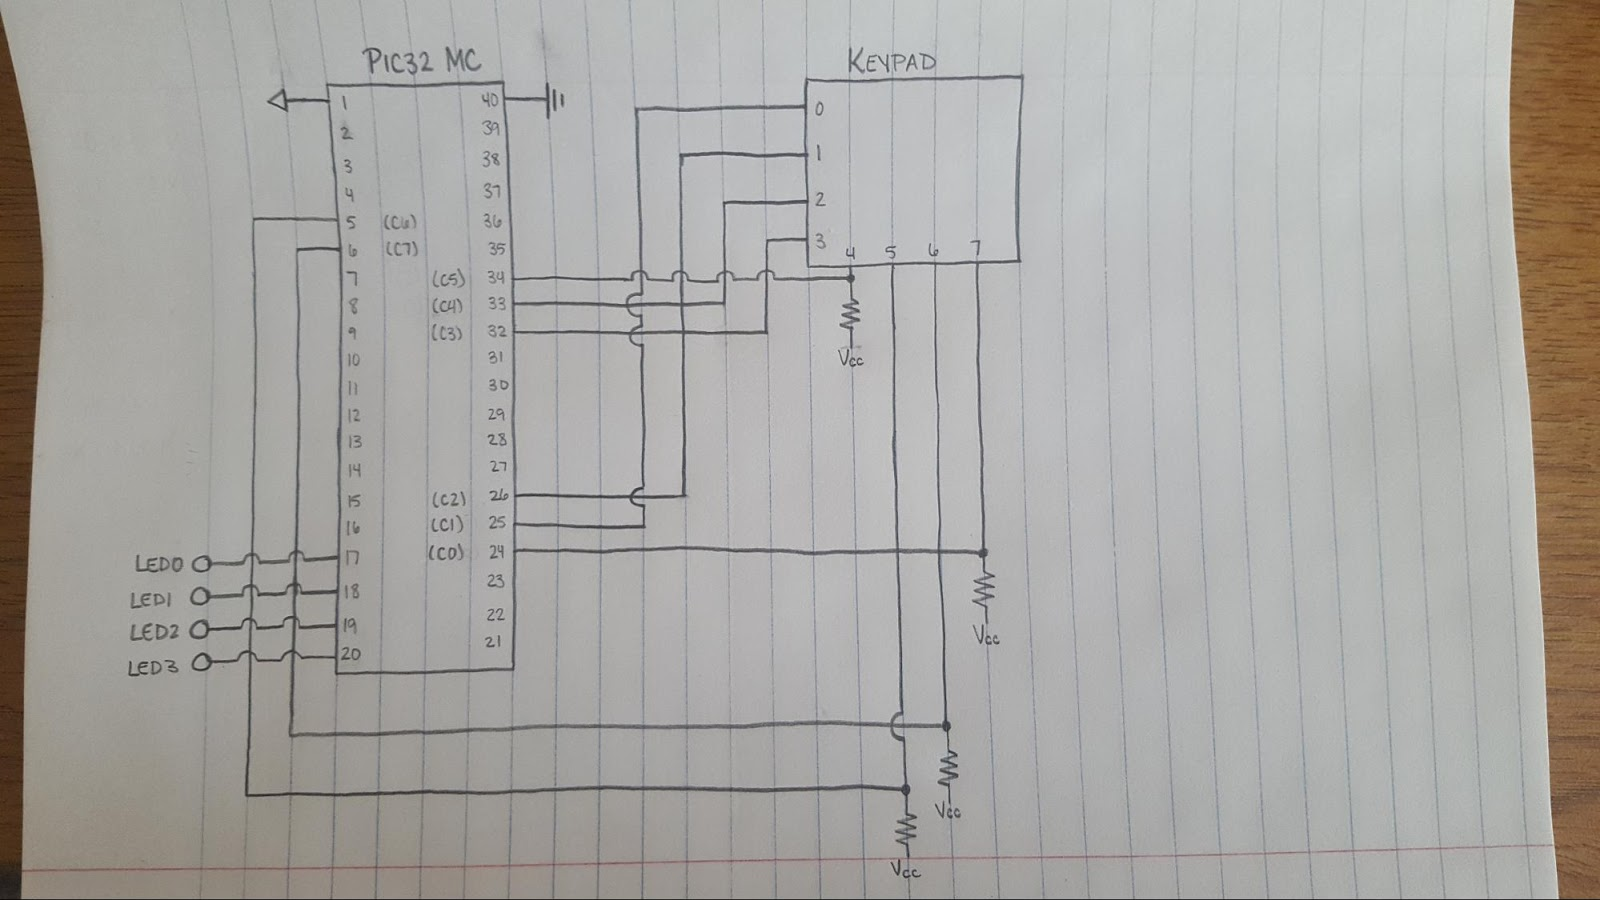 PIC32 MC
KEYPAD
1 40
2 39
3 38
4 37
5 (C6) 36
6 (C7) 35
7 (C5) 34
8 (C4) 33
9 (C3) 32
10 31
11 30
12 29
13 28
14 27
15 (C2) 26
16 (C1) 25
17 (C0) 24
18 23
19 22
20 21
LED0
LED1
LED2
LED3
0
1
2
3
4 5 6 7
Vcc
Vcc
Vcc
Vcc